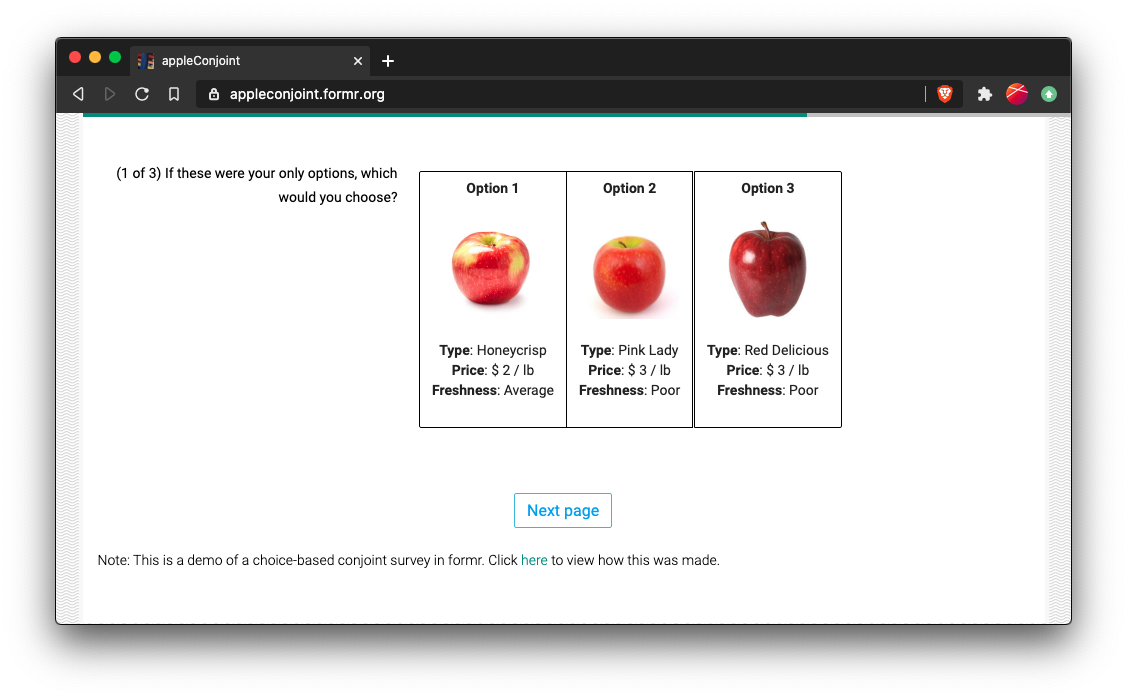 appleConjoint
appleconjoint.formr.org
(1 of 3) If these were your only options, which
would you choose?
Option 1
Type: Honeycrisp
Price: $ 2 / lb
Freshness: Average
Option 2
Type: Pink Lady
Price: $ 3 / lb
Freshness: Poor
Option 3
Type: Red Delicious
Price: $ 3 / lb
Freshness: Poor
Next page
Note: This is a demo of a choice-based conjoint survey in formr. Click here to view how this was made.